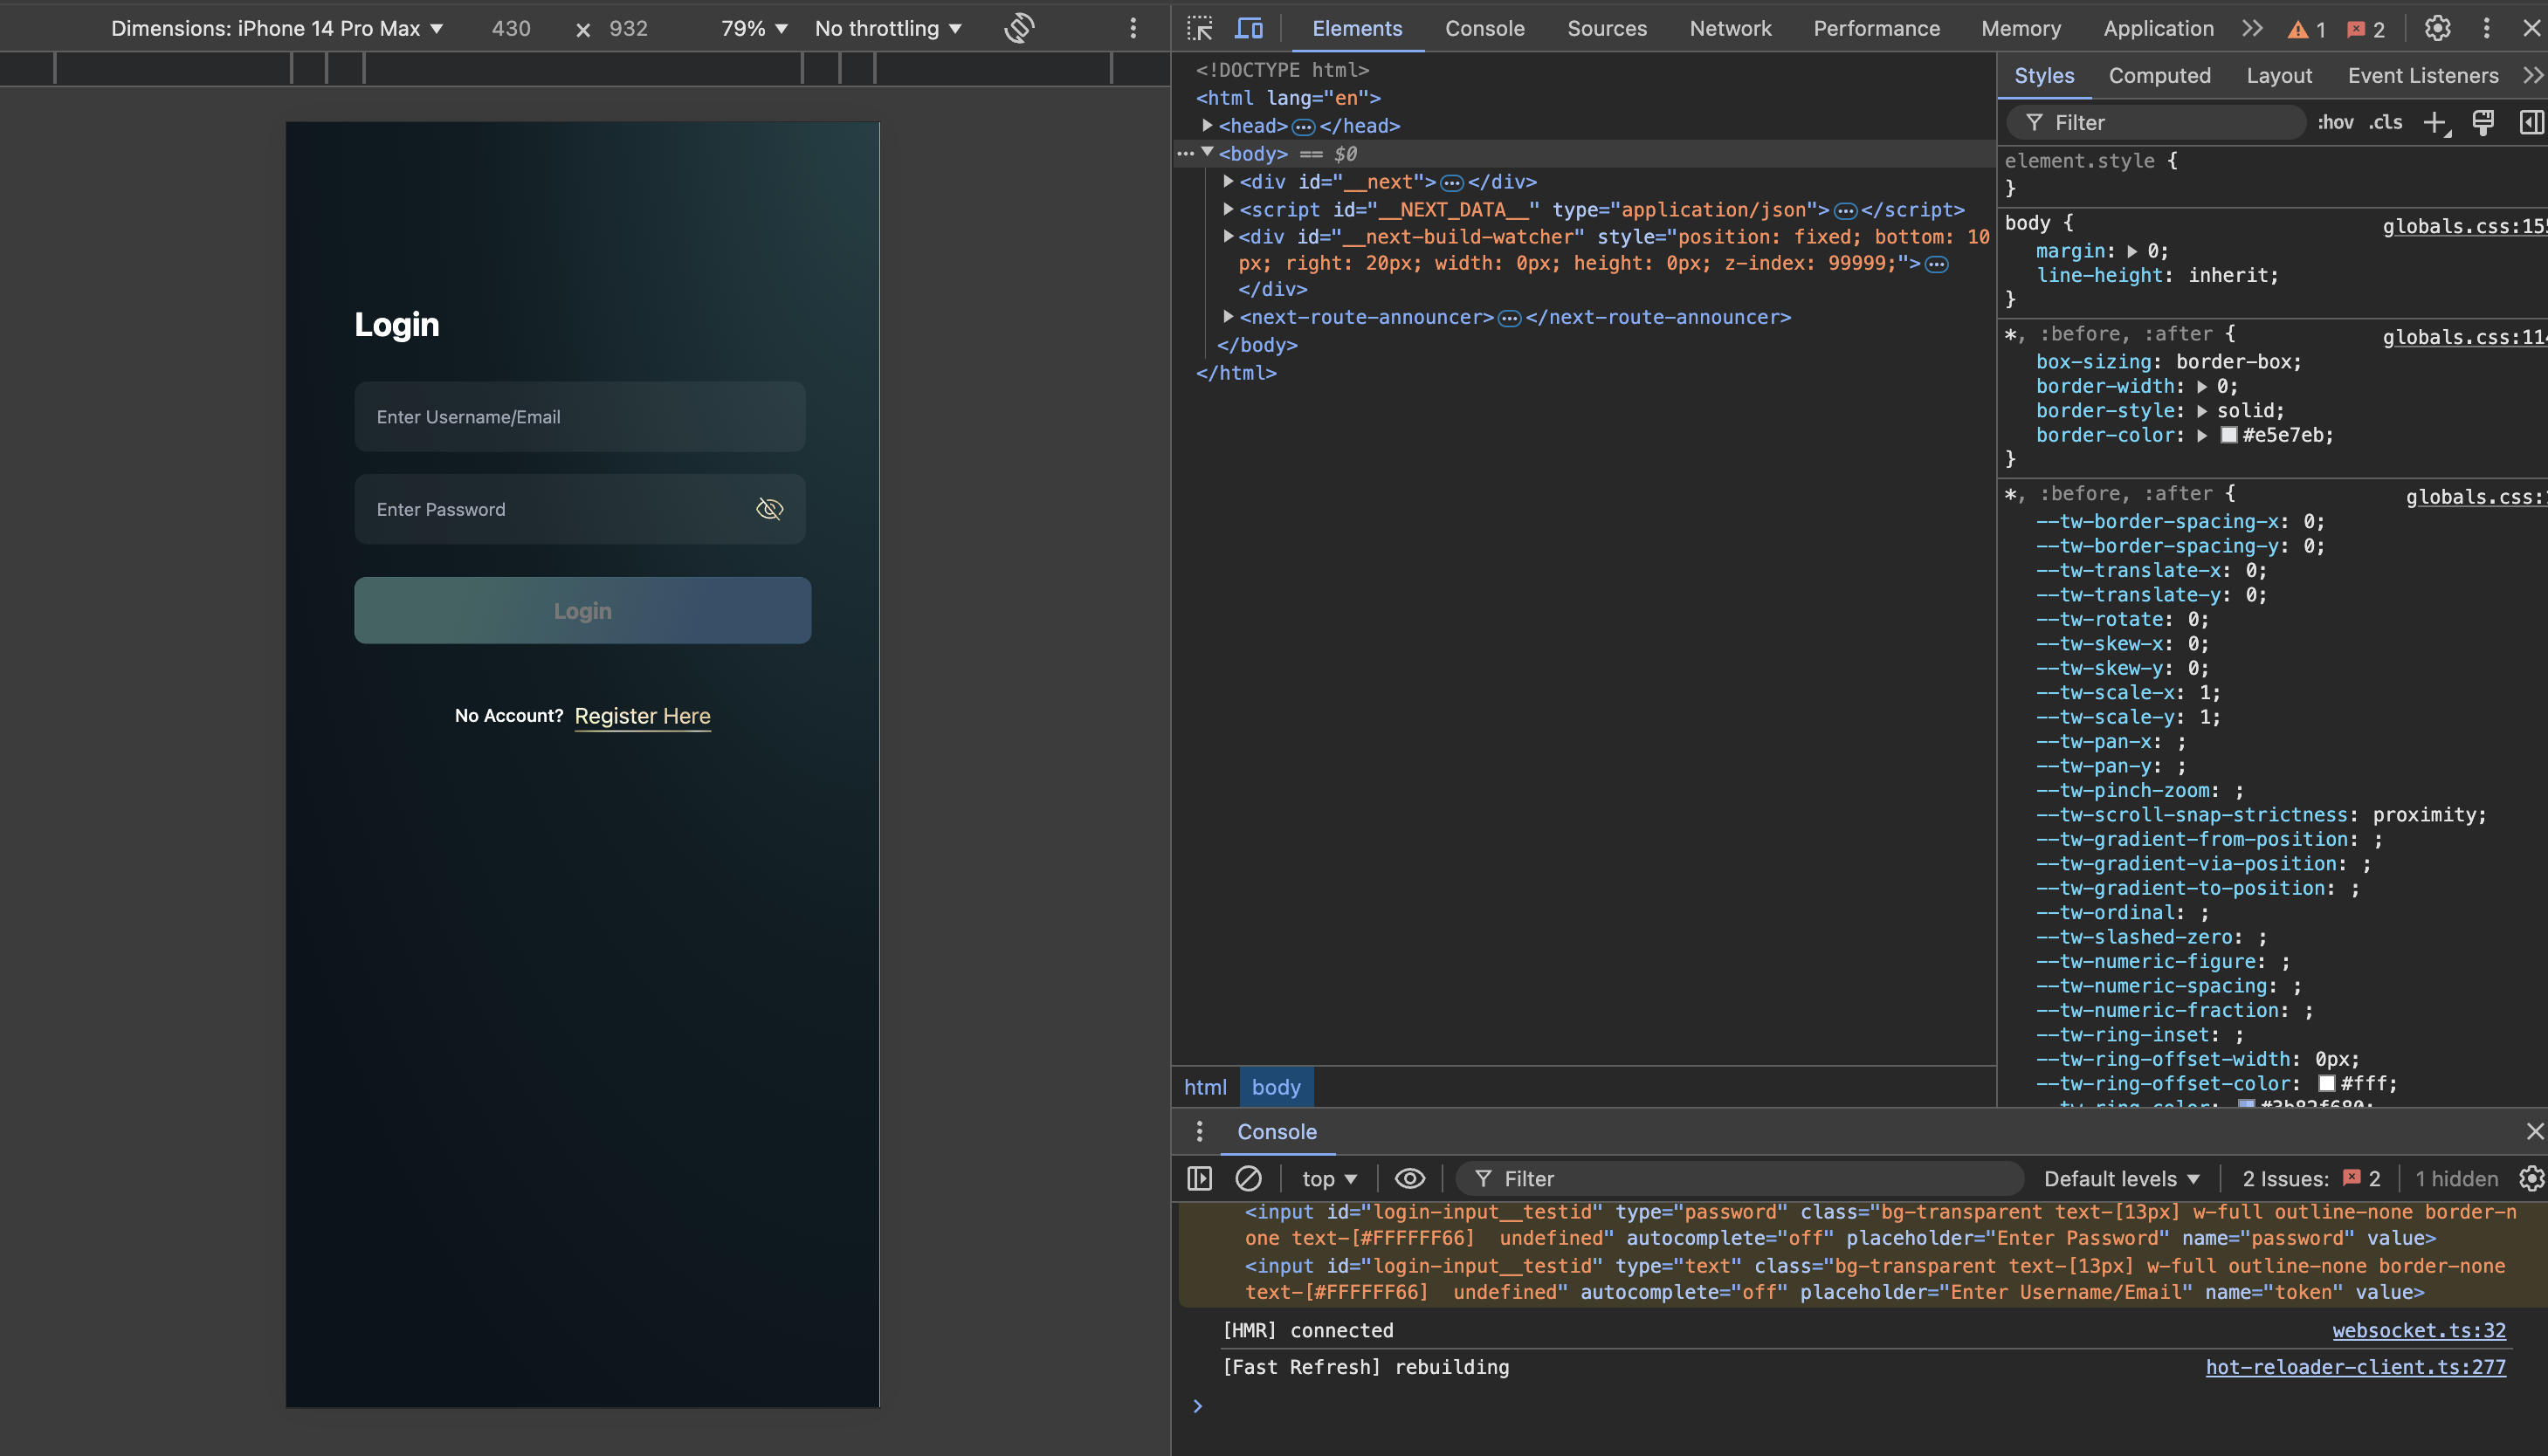 Dimensions: iPhone 14 Pro Max ▼ 430 × 932 79% ▼ No throttling ▼
Elements Console Sources Network Performance Memory Application 1 2
Login
Enter Username/Email
Enter Password
Login
No Account? Register Here
<!DOCTYPE html>
<html lang="en">
<head>…</head>
<body> == $0
<div id="__next">…</div>
<script id="__NEXT_DATA__" type="application/json">…</script>
<div id="__next-build-watcher" style="position: fixed; bottom: 10
px; right: 20px; width: 0px; height: 0px; z-index: 99999;">…
</div>
<next-route-announcer>…</next-route-announcer>
</body>
</html>
html body
Styles Computed Layout Event Listeners
Filter :hov .cls
element.style {
}
body { globals.css:155
margin: 0;
line-height: inherit;
}
*, :before, :after { globals.css:114
box-sizing: border-box;
border-width: 0;
border-style: solid;
border-color: #e5e7eb;
}
*, :before, :after { globals.css:
--tw-border-spacing-x: 0;
--tw-border-spacing-y: 0;
--tw-translate-x: 0;
--tw-translate-y: 0;
--tw-rotate: 0;
--tw-skew-x: 0;
--tw-skew-y: 0;
--tw-scale-x: 1;
--tw-scale-y: 1;
--tw-pan-x: ;
--tw-pan-y: ;
--tw-pinch-zoom: ;
--tw-scroll-snap-strictness: proximity;
--tw-gradient-from-position: ;
--tw-gradient-via-position: ;
--tw-gradient-to-position: ;
--tw-ordinal: ;
--tw-slashed-zero: ;
--tw-numeric-figure: ;
--tw-numeric-spacing: ;
--tw-numeric-fraction: ;
--tw-ring-inset: ;
--tw-ring-offset-width: 0px;
--tw-ring-offset-color: #fff;
--tw-ring-color: #3b82f680;
Console
top ▼ Filter Default levels ▼ 2 Issues: 2 1 hidden
<input id="login-input__testid" type="password" class="bg-transparent text-[13px] w-full outline-none border-n
one text-[#FFFFFF66]  undefined" autocomplete="off" placeholder="Enter Password" name="password" value>
<input id="login-input__testid" type="text" class="bg-transparent text-[13px] w-full outline-none border-none
text-[#FFFFFF66]  undefined" autocomplete="off" placeholder="Enter Username/Email" name="token" value>
[HMR] connected websocket.ts:32
[Fast Refresh] rebuilding hot-reloader-client.ts:277